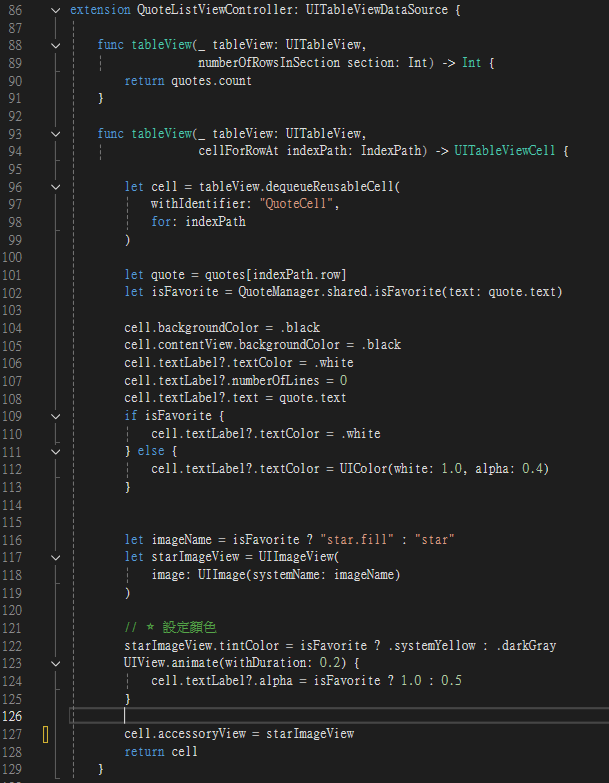 86 extension QuoteListViewController: UITableViewDataSource {
87
88 func tableView(_ tableView: UITableView,
89 numberOfRowsInSection section: Int) -> Int {
90 return quotes.count
91 }
92
93 func tableView(_ tableView: UITableView,
94 cellForRowAt indexPath: IndexPath) -> UITableViewCell {
95
96 let cell = tableView.dequeueReusableCell(
97 withIdentifier: "QuoteCell",
98 for: indexPath
99 )
100
101 let quote = quotes[indexPath.row]
102 let isFavorite = QuoteManager.shared.isFavorite(text: quote.text)
103
104 cell.backgroundColor = .black
105 cell.contentView.backgroundColor = .black
106 cell.textLabel?.textColor = .white
107 cell.textLabel?.numberOfLines = 0
108 cell.textLabel?.text = quote.text
109 if isFavorite {
110 cell.textLabel?.textColor = .white
111 } else {
112 cell.textLabel?.textColor = UIColor(white: 1.0, alpha: 0.4)
113 }
114
115
116 let imageName = isFavorite ? "star.fill" : "star"
117 let starImageView = UIImageView(
118 image: UIImage(systemName: imageName)
119 )
120
121 // ⭐ 設定顏色
122 starImageView.tintColor = isFavorite ? .systemYellow : .darkGray
123 UIView.animate(withDuration: 0.2) {
124 cell.textLabel?.alpha = isFavorite ? 1.0 : 0.5
125 }
126
127 cell.accessoryView = starImageView
128 return cell
129 }